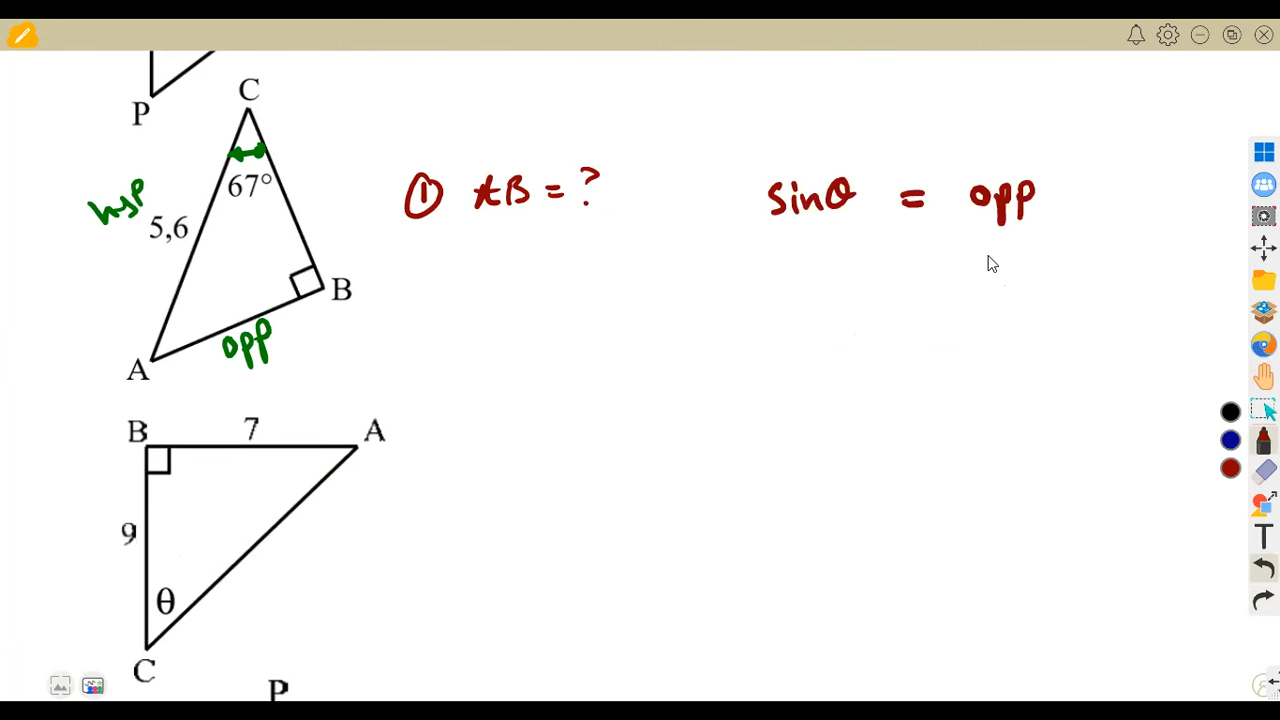 P
C
67°
hyp
5,6
B
opp
A
① AB = ?
sinθ = opp
B
7
A
9
θ
C
P
T